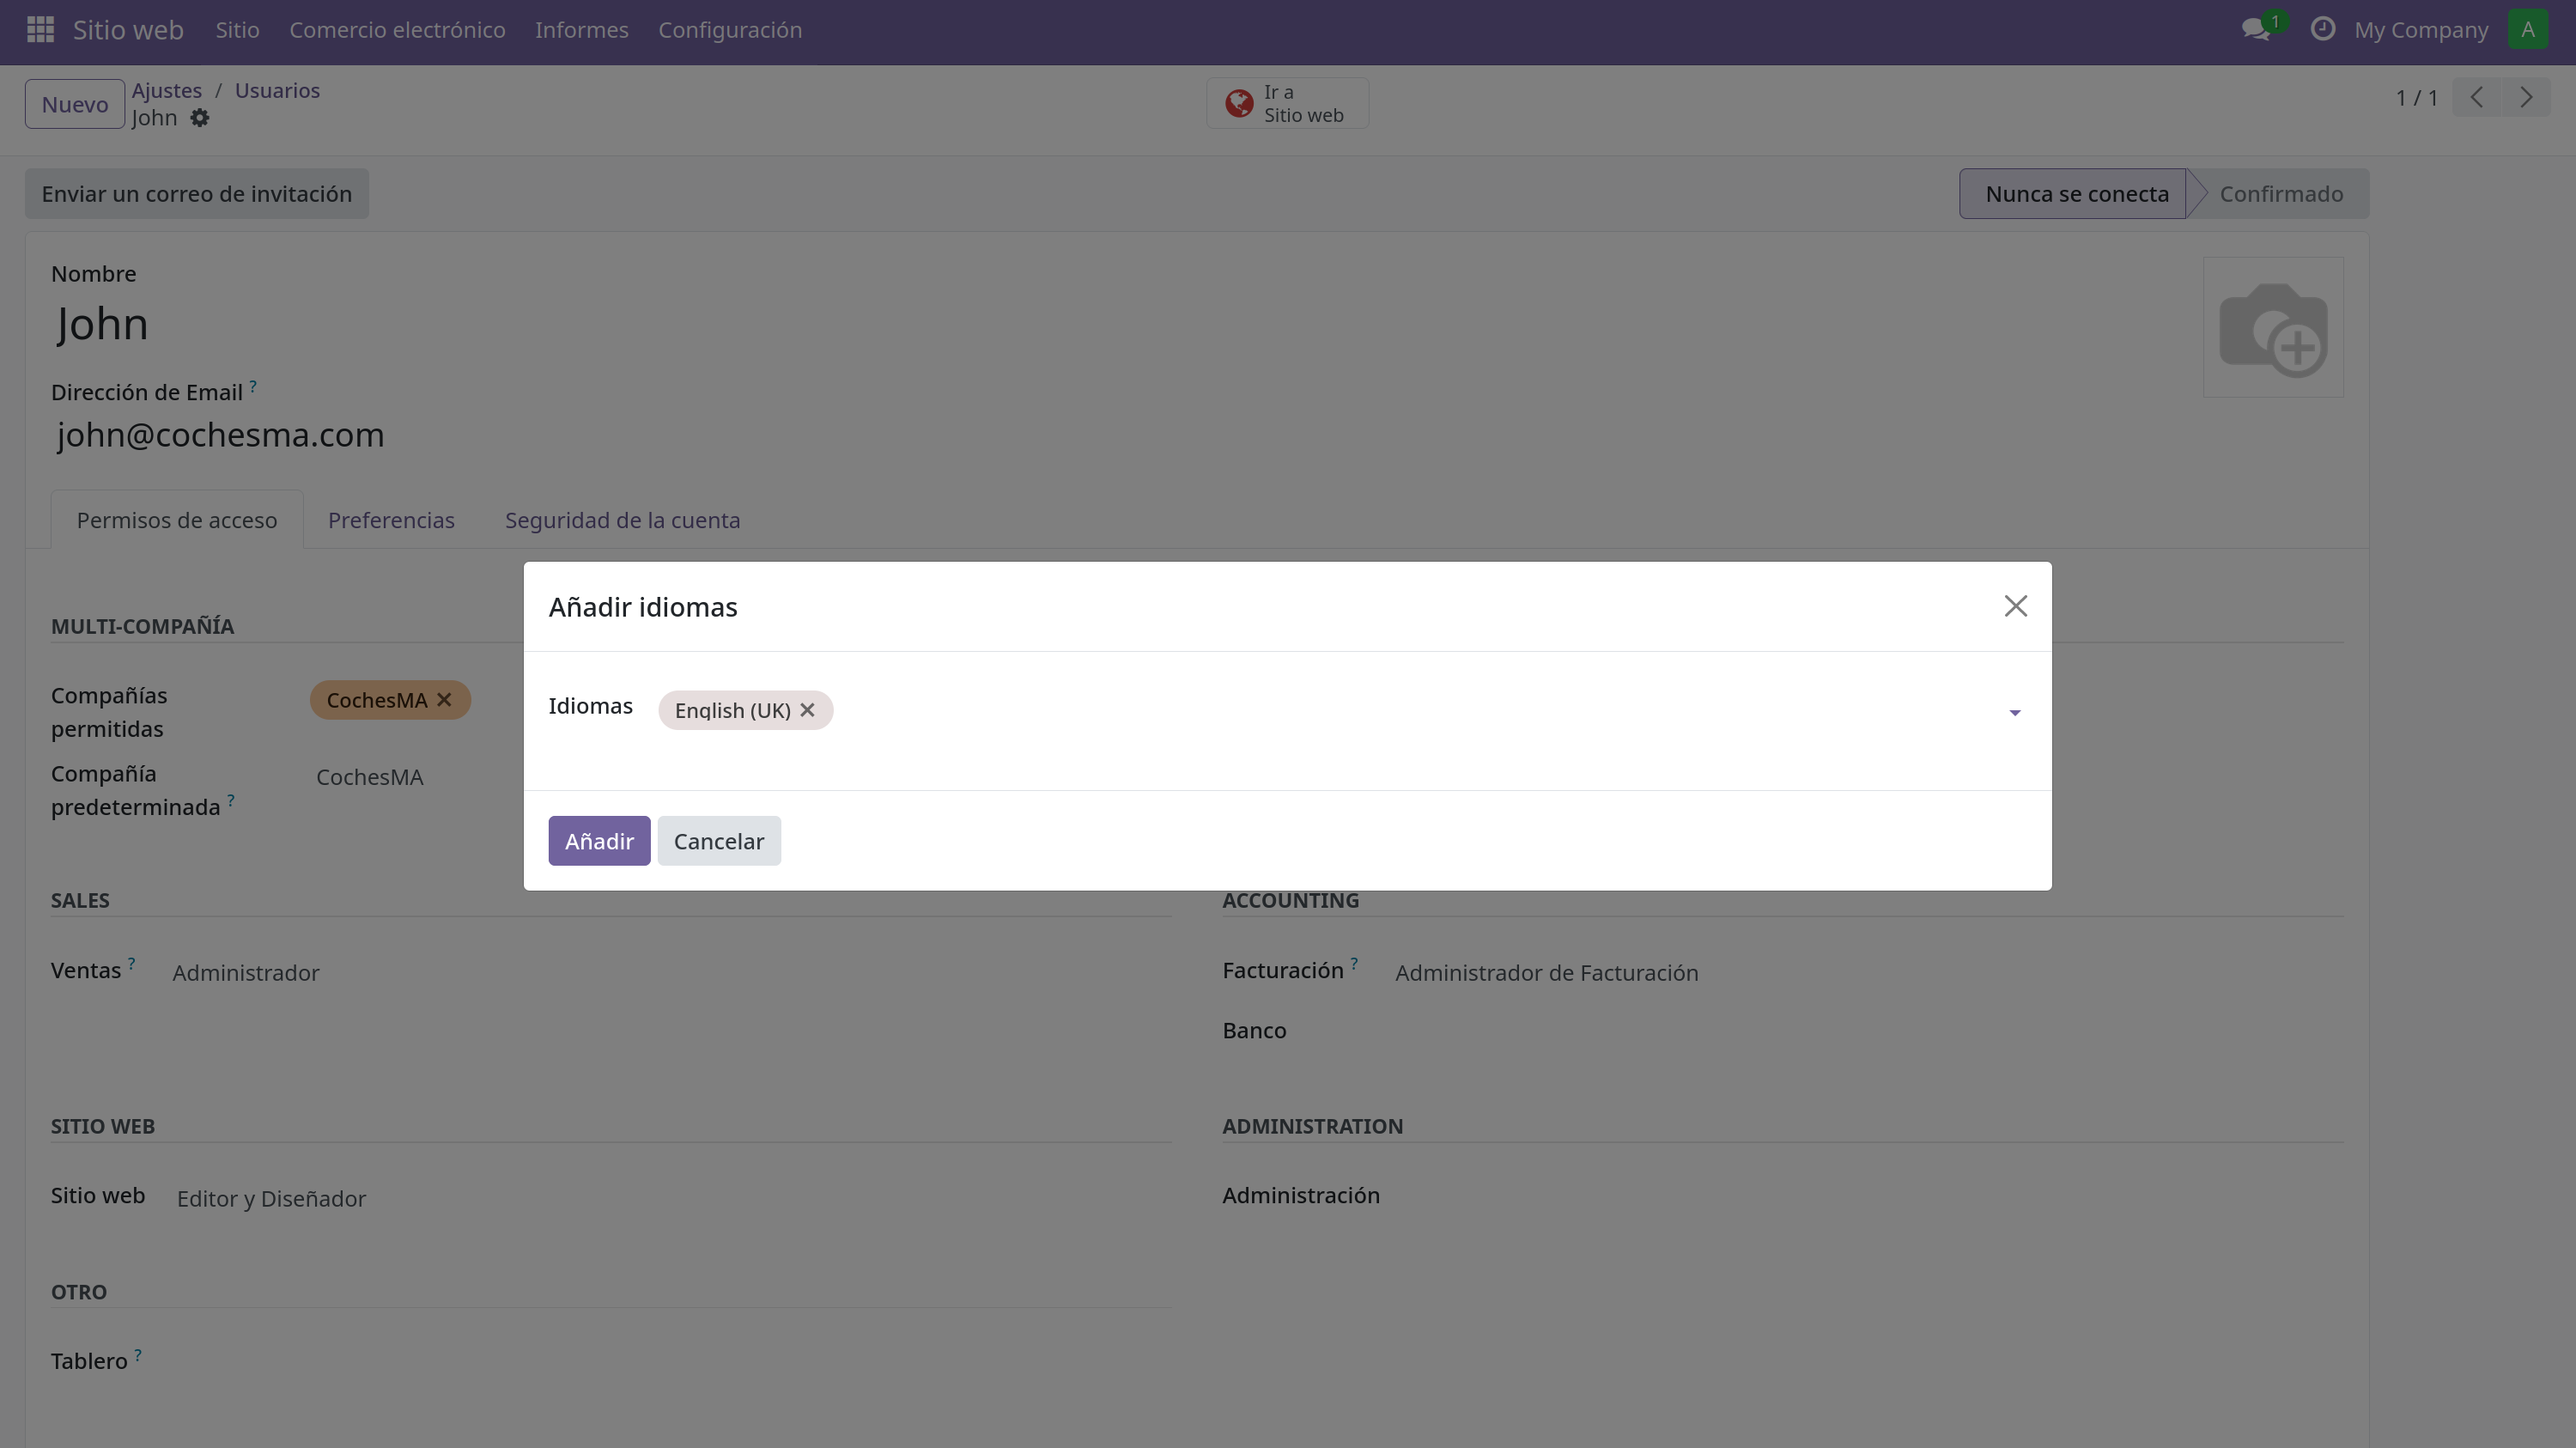 Sitio web Sitio Comercio electrónico Informes Configuración 1 My Company A
Nuevo
Ajustes / Usuarios
John
Ir a
Sitio web
1 / 1
Enviar un correo de invitación
Nunca se conecta Confirmado
Nombre
John
Dirección de Email ?
john@cochesma.com
Permisos de acceso Preferencias Seguridad de la cuenta
Añadir idiomas
Idiomas English (UK)
Añadir Cancelar
MULTI-COMPAÑÍA
Compañías
permitidas
CochesMA
Compañía
predeterminada ?
CochesMA
SALES
Ventas ? Administrador
ACCOUNTING
Facturación ? Administrador de Facturación
Banco
SITIO WEB
Sitio web Editor y Diseñador
ADMINISTRATION
Administración
OTRO
Tablero ?